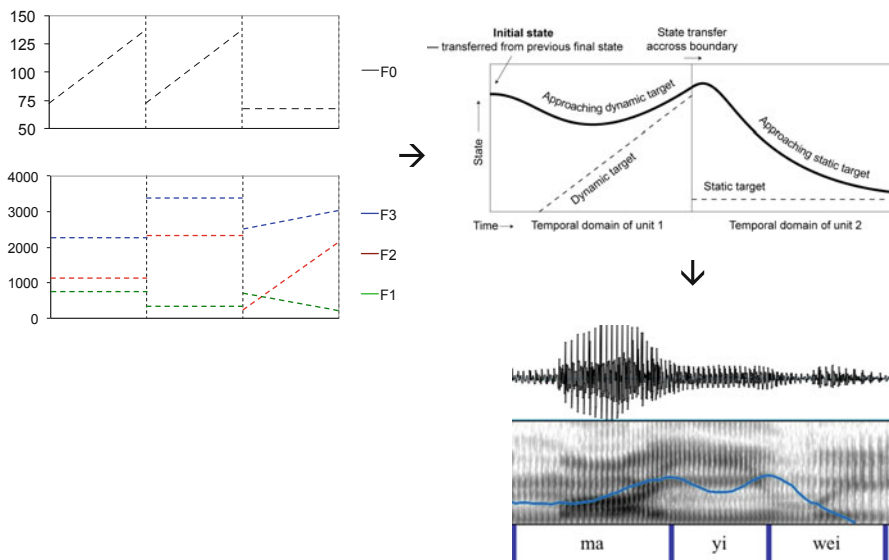 150
125
100
75
50
F0
4000
3000
2000
1000
0
F3
F2
F1
Initial state
— transferred from previous final state
State transfer
accross boundary
State
Approaching dynamic target
Dynamic target
Approaching static target
Static target
Time
Temporal domain of unit 1
Temporal domain of unit 2
ma
yi
wei